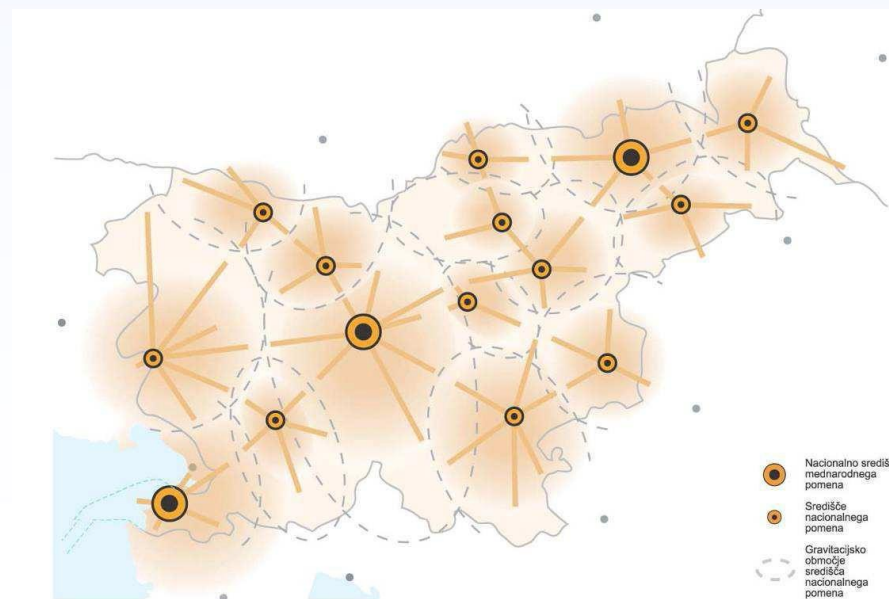 Nacionalno središ
mednarodnega
pomena
Središče
nacionalnega
pomena
Gravitacijsko
območje
središča
nacionalnega
pomena